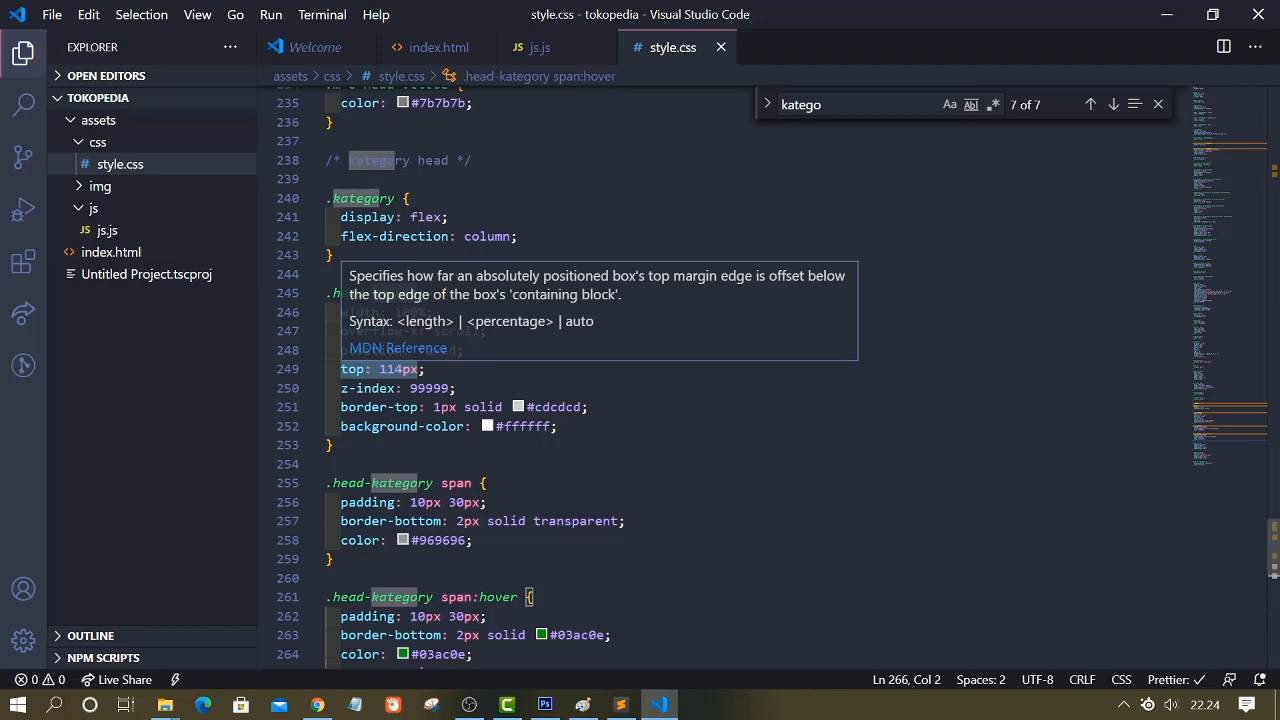 File Edit Selection View Go Run Terminal Help
style.css - tokopedia - Visual Studio Code
EXPLORER
Welcome
index.html
js.js
# style.css
OPEN EDITORS
TOKOPEDIA
assets
css
# style.css
img
js
js.js
index.html
Untitled Project.tscproj
OUTLINE
NPM SCRIPTS
assets > css > # style.css > .head-kategory span:hover
katego
Aa Ab 7 of 7
235 color: #7b7b7b;
236 }
237
238 /* kategory head */
239
240 .kategory {
241 display: flex;
242 flex-direction: column;
243 }
244
Specifies how far an absolutely positioned box's top margin edge is offset below
the top edge of the box's 'containing block'.
Syntax: <length> | <percentage> | auto
MDN Reference
245
246
247
248
249 top: 114px;
250 z-index: 99999;
251 border-top: 1px solid #cdcdcd;
252 background-color: #ffffff;
253 }
254
255 .head-kategory span {
256 padding: 10px 30px;
257 border-bottom: 2px solid transparent;
258 color: #969696;
259 }
260
261 .head-kategory span:hover {
262 padding: 10px 30px;
263 border-bottom: 2px solid #03ac0e;
264 color: #03ac0e;
0 0 Live Share
Ln 266, Col 2 Spaces: 2 UTF-8 CRLF CSS Prettier: ✓
22.24